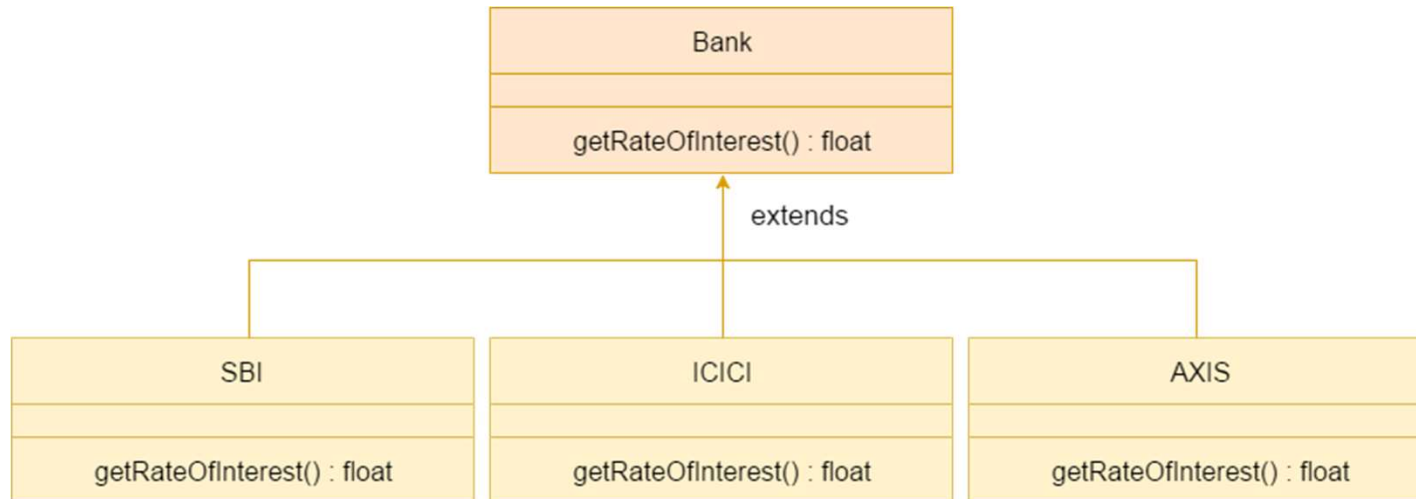 Bank
getRateOfInterest() : float
extends
SBI
ICICI
AXIS
getRateOfInterest() : float
getRateOfInterest() : float
getRateOfInterest() : float